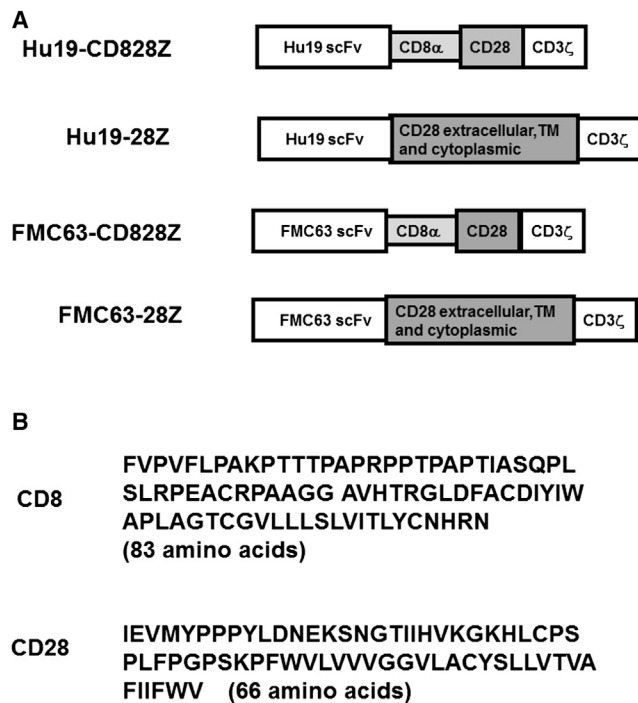 A
Hu19-CD828Z
Hu19 scFv
CD8α
CD28
CD3ζ
Hu19-28Z
Hu19 scFv
CD28 extracellular,TM
and cytoplasmic
CD3ζ
FMC63-CD828Z
FMC63 scFv
CD8α
CD28
CD3ζ
FMC63-28Z
FMC63 scFv
CD28 extracellular,TM
and cytoplasmic
CD3ζ
B
CD8
FVPVFLPAKPTTTPAPRPPTPAPTIASQPL
SLRPEACRPAAGG AVHTRGLDFACDIYIW
APLAGTCGVLLLSLVITLYCNHRN
(83 amino acids)
CD28
IEVMYPPPYLDNEKSNGTIIHVKGKHLCPS
PLFPGPSKPFWVLVVVGGVLACYSLLVTVA
FIIFWV (66 amino acids)